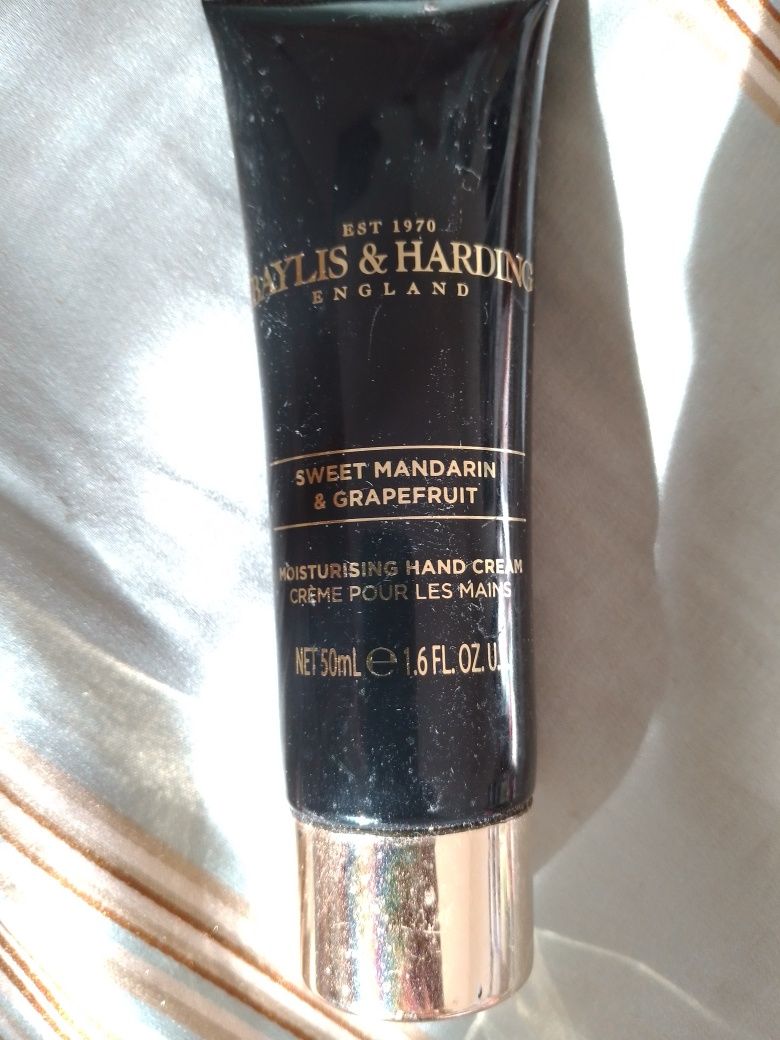 EST 1970
BAYLIS & HARDING
ENGLAND
SWEET MANDARIN
& GRAPEFRUIT
MOISTURISING HAND CREAM
CRÈME POUR LES MAINS
NET 50mL ℮ 1.6 FL. OZ. U.